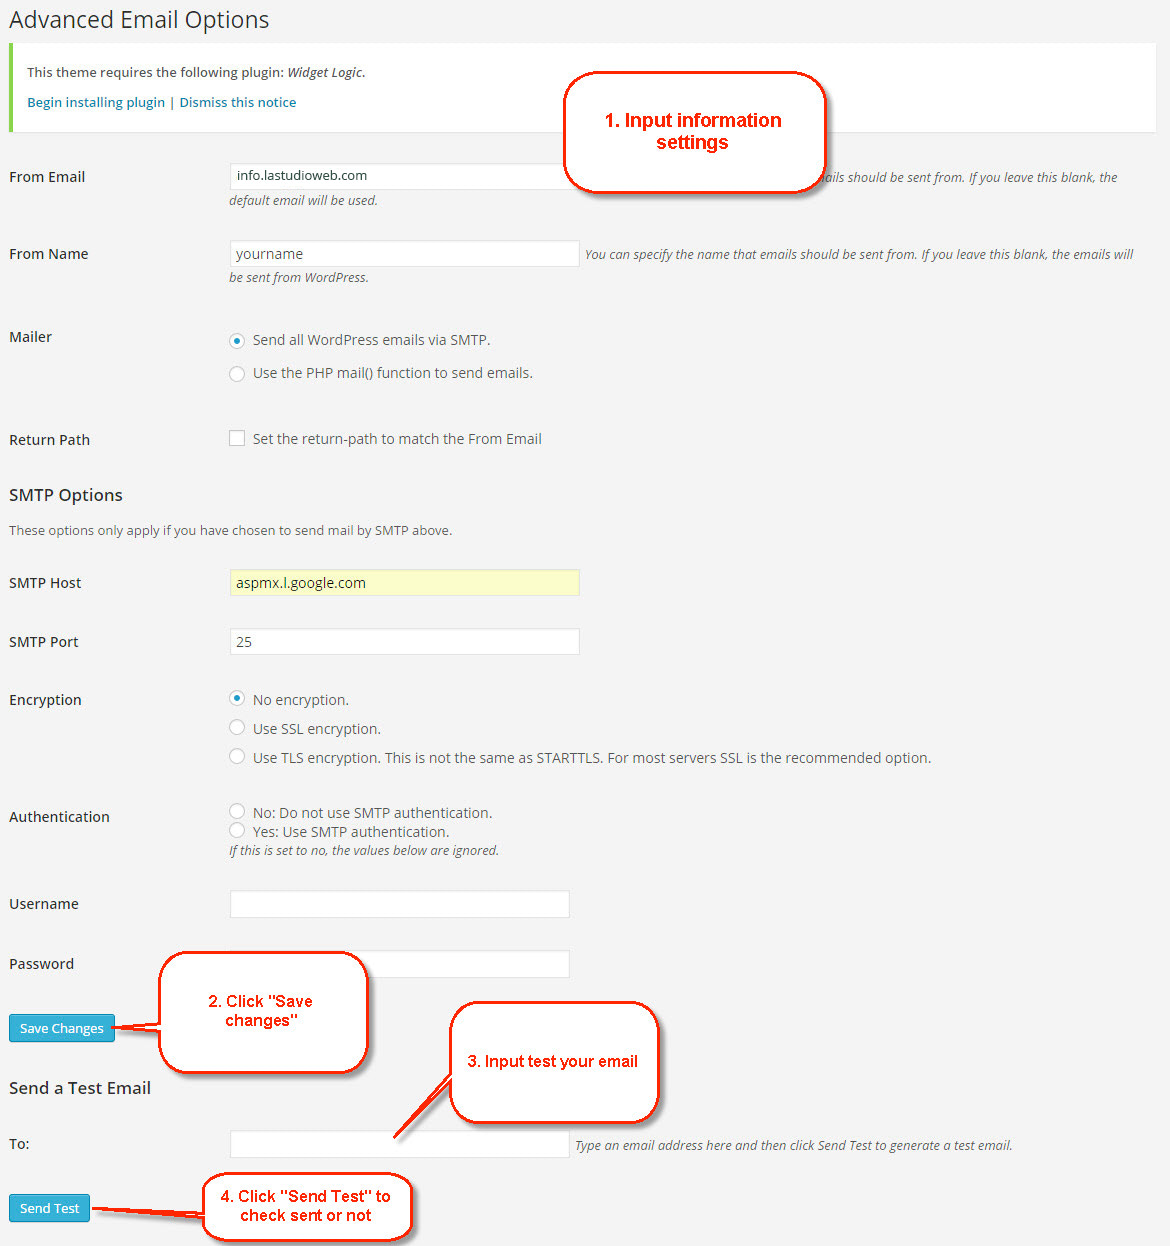 Advanced Email Options
This theme requires the following plugin: Widget Logic.
Begin installing plugin | Dismiss this notice
1. Input information
settings
From Email
info.lastudioweb.com
should be sent from. If you leave this blank, the
default email will be used.
From Name
yourname
You can specify the name that emails should be sent from. If you leave this blank, the emails will
be sent from WordPress.
Mailer
Send all WordPress emails via SMTP.
Use the PHP mail() function to send emails.
Return Path
Set the return-path to match the From Email
SMTP Options
These options only apply if you have chosen to send mail by SMTP above.
SMTP Host
aspmx.l.google.com
SMTP Port
25
Encryption
No encryption.
Use SSL encryption.
Use TLS encryption. This is not the same as STARTTLS. For most servers SSL is the recommended option.
Authentication
No: Do not use SMTP authentication.
Yes: Use SMTP authentication.
If this is set to no, the values below are ignored.
Username
Password
2. Click "Save
changes"
Save Changes
3. Input test your email
Send a Test Email
To:
Type an email address here and then click Send Test to generate a test email.
4. Click "Send Test" to
check sent or not
Send Test